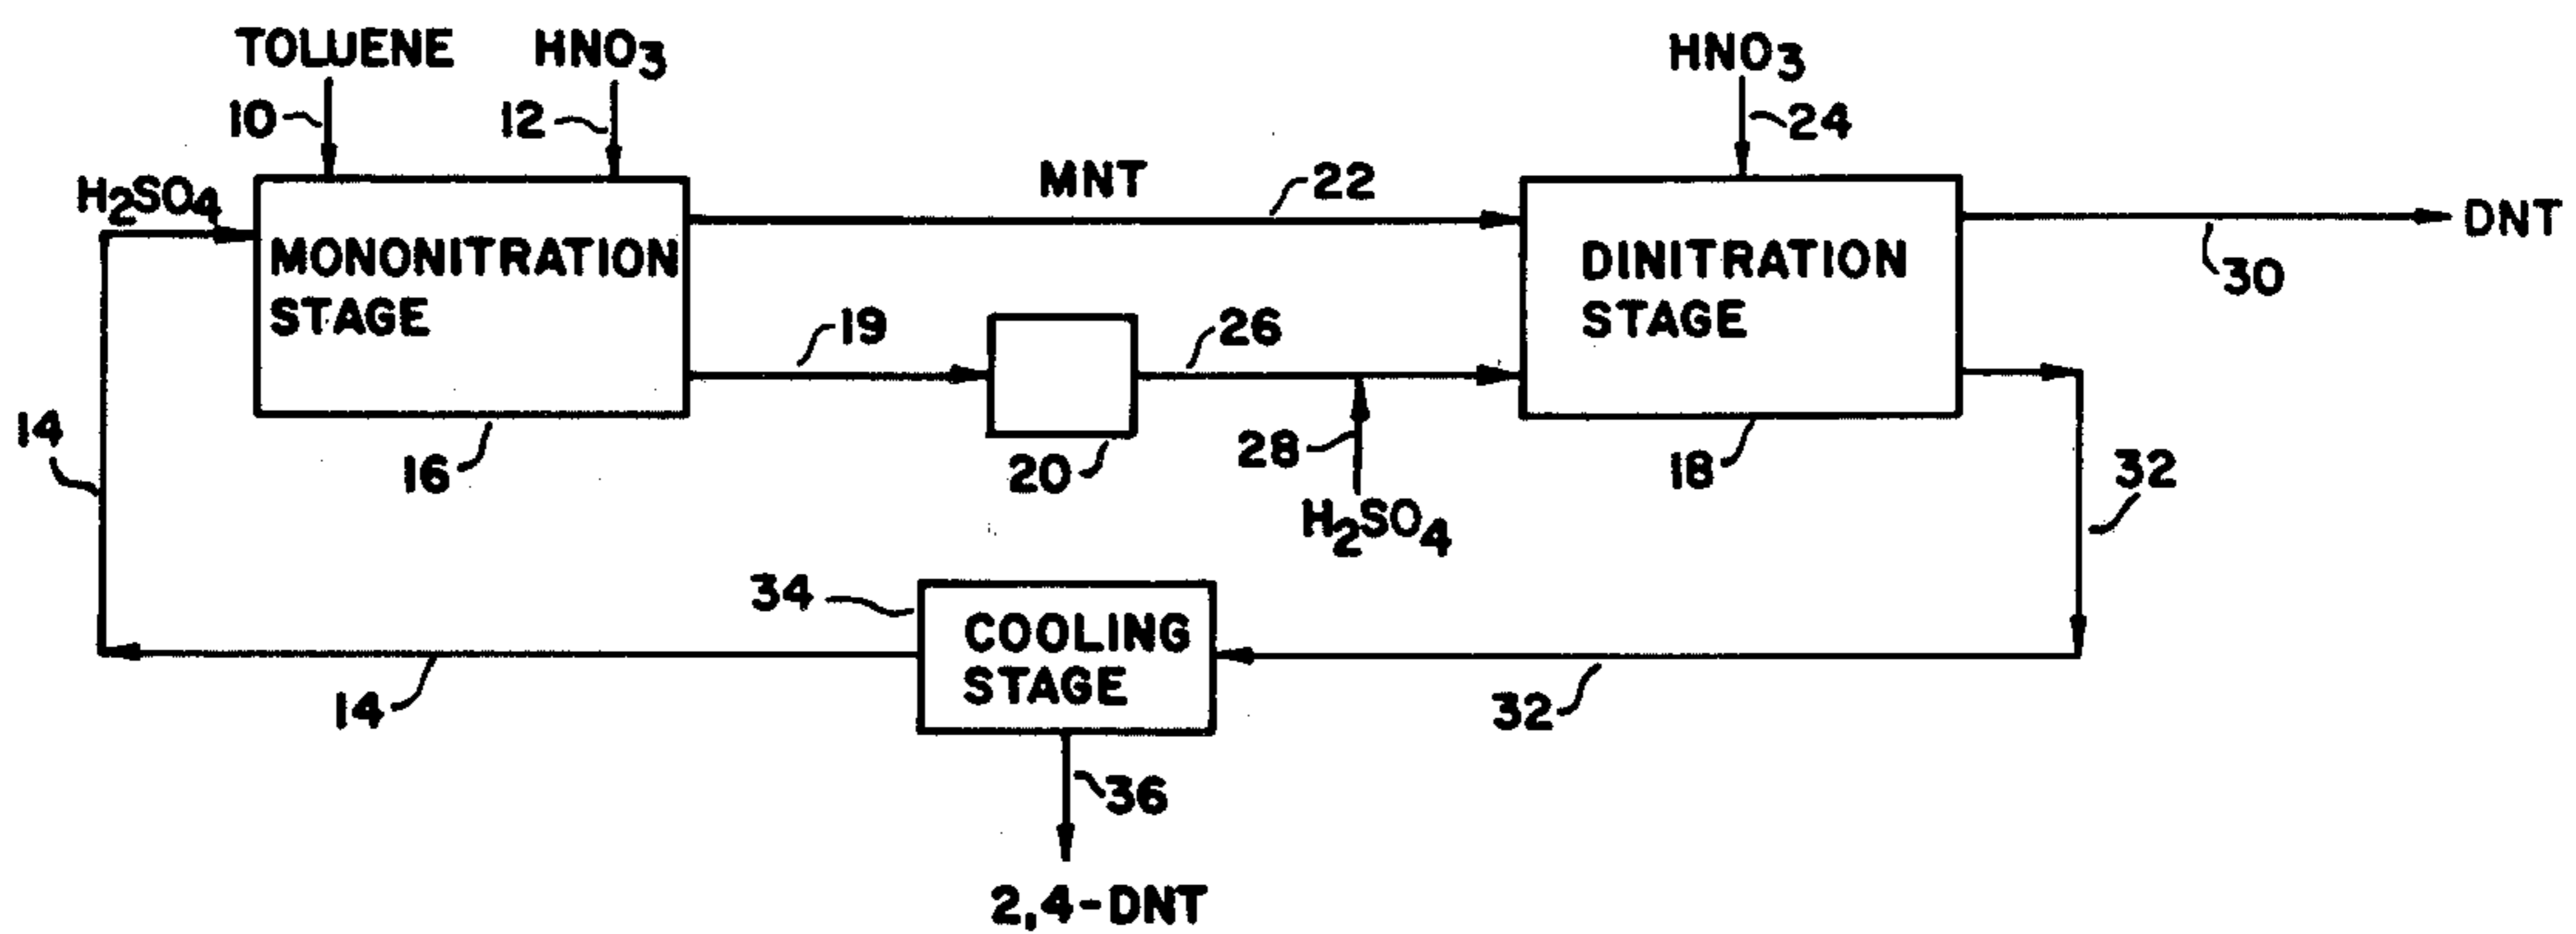 TOLUENE
HNO3
HNO3
10
12
24
H2SO4
MNT
22
DNT
MONONITRATION
STAGE
DINITRATION
STAGE
30
19
26
14
16
20
28
H2SO4
18
32
34
COOLING
STAGE
14
32
36
2,4-DNT